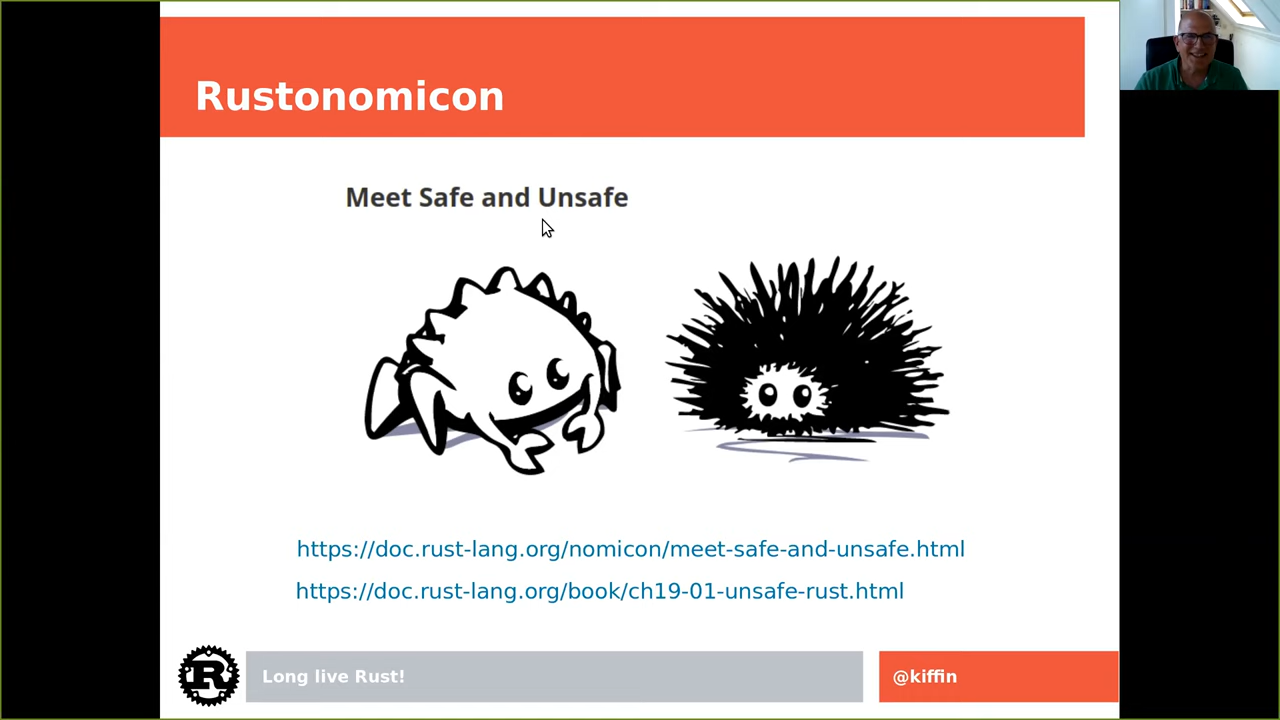 Rustonomicon
Meet Safe and Unsafe
https://doc.rust-lang.org/nomicon/meet-safe-and-unsafe.html
https://doc.rust-lang.org/book/ch19-01-unsafe-rust.html
R
Long live Rust!
@kiffin